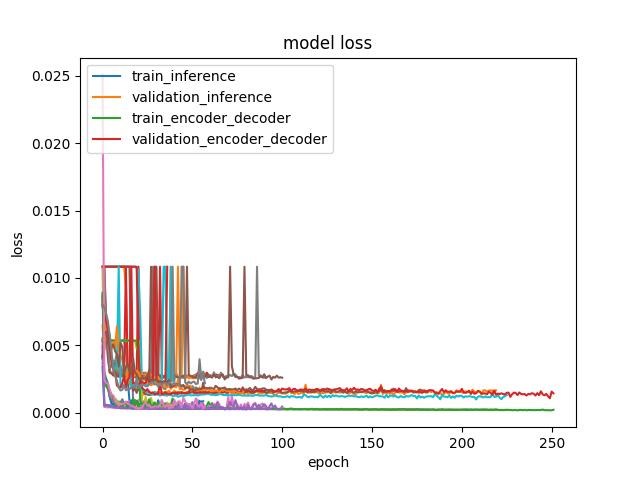 model loss
train_inference
validation_inference
train_encoder_decoder
validation_encoder_decoder
loss
0.025
0.020
0.015
0.010
0.005
0.000
0 50 100 150 200 250
epoch